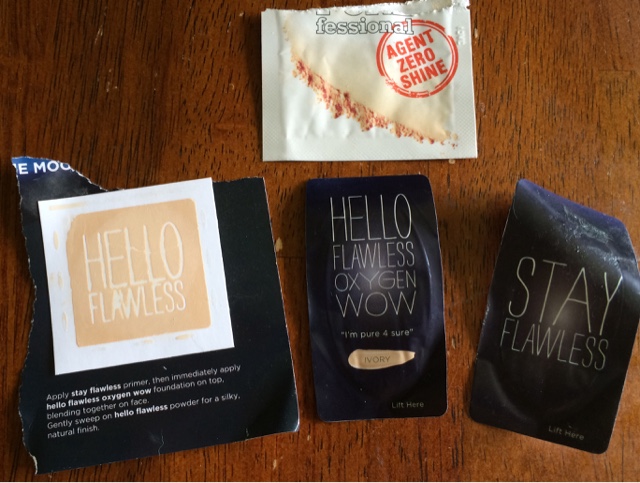 fessional
AGENT
ZERO
SHINE
E MOO
HELLO
FLAWLESS
Apply stay flawless primer, then immediately apply
hello flawless oxygen wow foundation on top,
blending together on face.
Gently sweep on hello flawless powder for a silky,
natural finish.
HELLO
FLAWLESS
OXYGEN
WOW
"I'm pure 4 sure"
IVORY
Lift Here
STAY
FLAWLESS
Lift Here